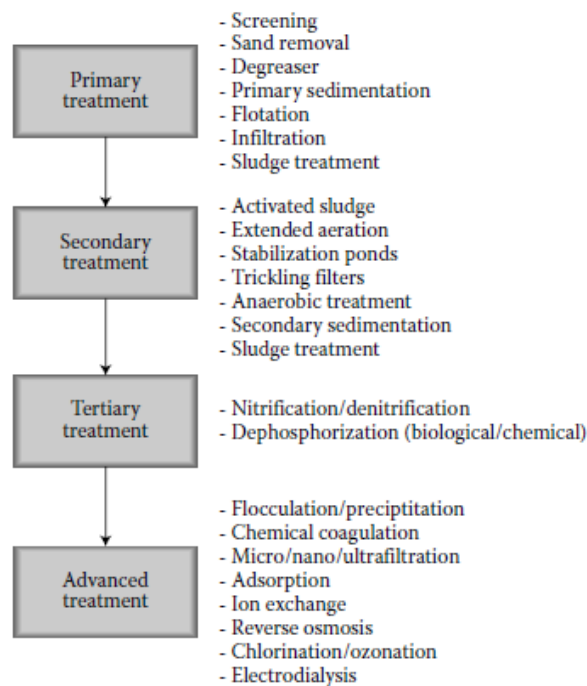 Primary
treatment
- Screening
- Sand removal
- Degreaser
- Primary sedimentation
- Flotation
- Infiltration
- Sludge treatment
Secondary
treatment
- Activated sludge
- Extended aeration
- Stabilization ponds
- Trickling filters
- Anaerobic treatment
- Secondary sedimentation
- Sludge treatment
Tertiary
treatment
- Nitrification/denitrification
- Dephosphorization (biological/chemical)
Advanced
treatment
- Flocculation/preciptitation
- Chemical coagulation
- Micro/nano/ultrafiltration
- Adsorption
- Ion exchange
- Reverse osmosis
- Chlorination/ozonation
- Electrodialysis